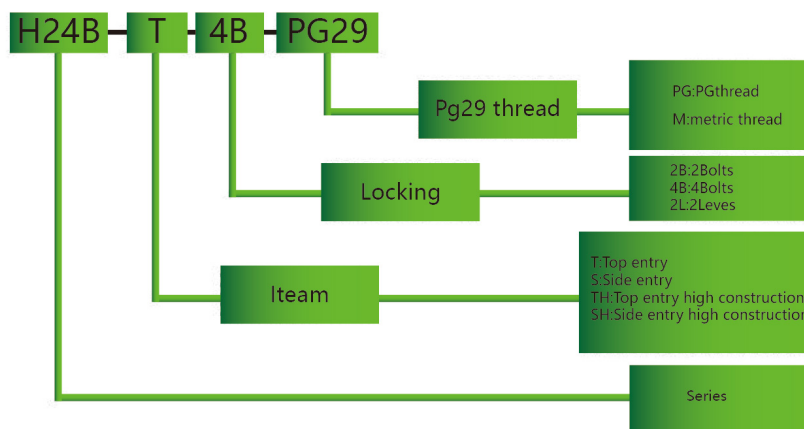 H24B-T-4B-PG29
Pg29 thread
PG:PGthread
M:metric thread
Locking
2B:2Bolts
4B:4Bolts
2L:2Leves
Iteam
T:Top entry
S:Side entry
TH:Top entry high construction
SH:Side entry high construction
Series